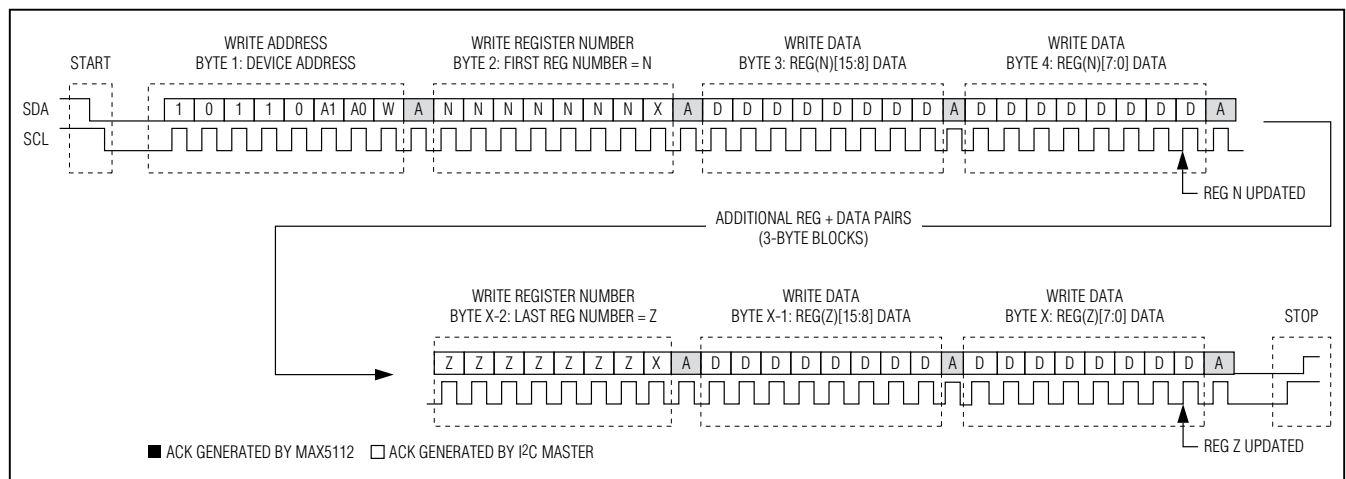 START
WRITE ADDRESS
BYTE 1: DEVICE ADDRESS
WRITE REGISTER NUMBER
BYTE 2: FIRST REG NUMBER = N
WRITE DATA
BYTE 3: REG(N)[15:8] DATA
WRITE DATA
BYTE 4: REG(N)[7:0] DATA
SDA
1 0 1 1 0 A1 A0 W A N N N N N N N X A D D D D D D D D A D D D D D D D D A
SCL
REG N UPDATED
ADDITIONAL REG + DATA PAIRS
(3-BYTE BLOCKS)
WRITE REGISTER NUMBER
BYTE X-2: LAST REG NUMBER = Z
WRITE DATA
BYTE X-1: REG(Z)[15:8] DATA
WRITE DATA
BYTE X: REG(Z)[7:0] DATA
STOP
Z Z Z Z Z Z Z X A D D D D D D D D A D D D D D D D D A
REG Z UPDATED
ACK GENERATED BY MAX5112 ACK GENERATED BY I²C MASTER